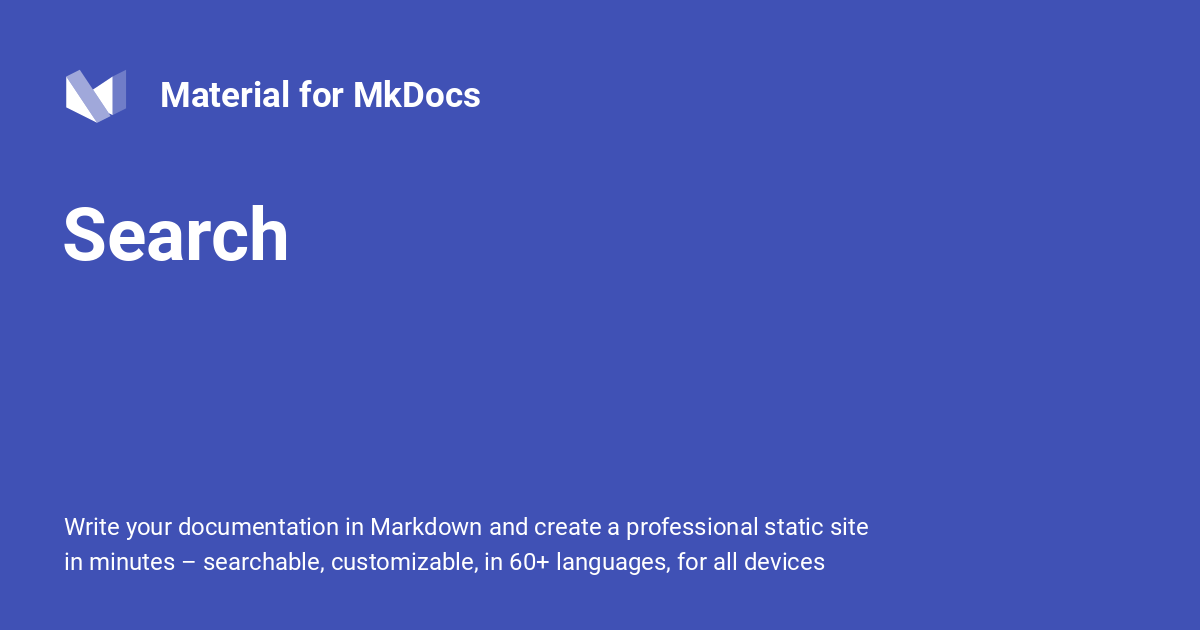 Material for MkDocs
Search
Write your documentation in Markdown and create a professional static site
in minutes – searchable, customizable, in 60+ languages, for all devices